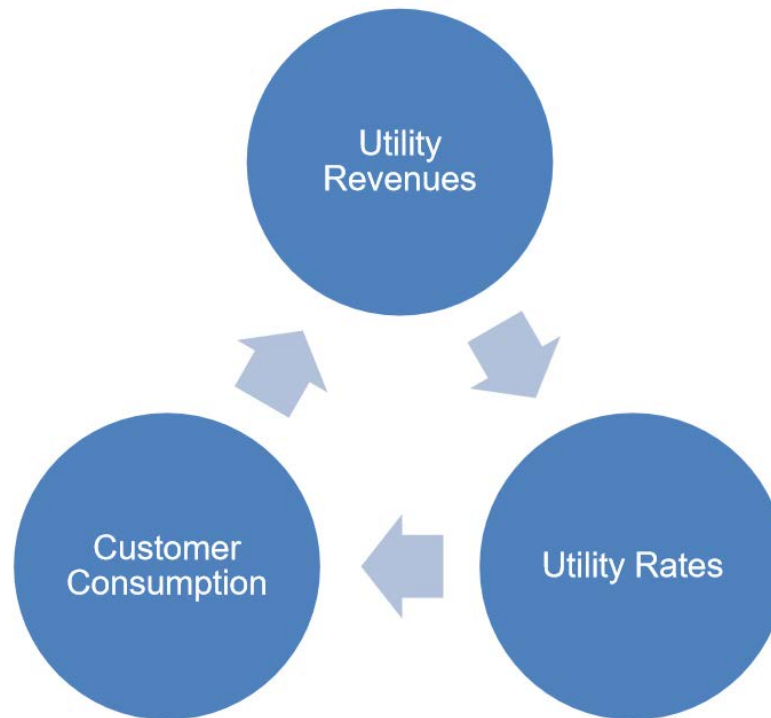 Utility
Revenues
Customer
Consumption
Utility Rates